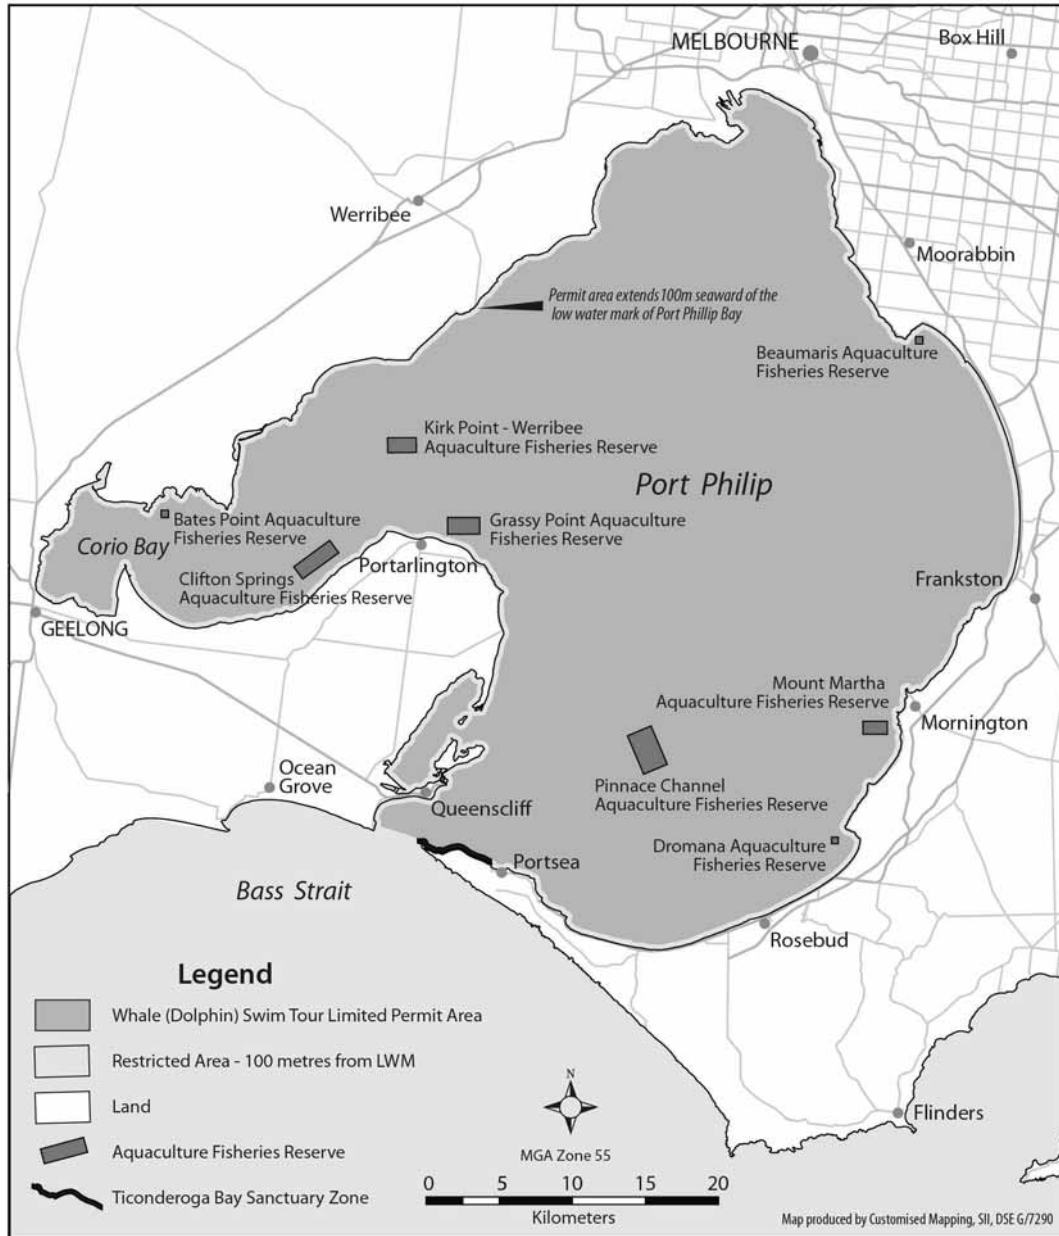 MELBOURNE
Box Hill
Werribee
Moorabbin
Permit area extends100m seaward of the
low water mark of Port Phillip Bay
Beaumaris Aquaculture
Fisheries Reserve
Kirk Point - Werribee
Aquaculture Fisheries Reserve
Port Philip
Bates Point Aquaculture
Fisheries Reserve
Grassy Point Aquaculture
Fisheries Reserve
Corio Bay
Portarlington
Clifton Springs
Aquaculture Fisheries Reserve
Frankston
GEELONG
Mount Martha
Aquaculture Fisheries Reserve
Mornington
Ocean
Grove
Pinnace Channel
Aquaculture Fisheries Reserve
Queenscliff
Dromana Aquaculture
Fisheries Reserve
Portsea
Bass Strait
Rosebud
Legend
Whale (Dolphin) Swim Tour Limited Permit Area
Restricted Area - 100 metres from LWM
Land
Aquaculture Fisheries Reserve
Ticonderoga Bay Sanctuary Zone
N
Flinders
MGA Zone 55
0 5 10 15 20
Kilometers
Map produced by Customised Mapping, SII, DSE G/7290